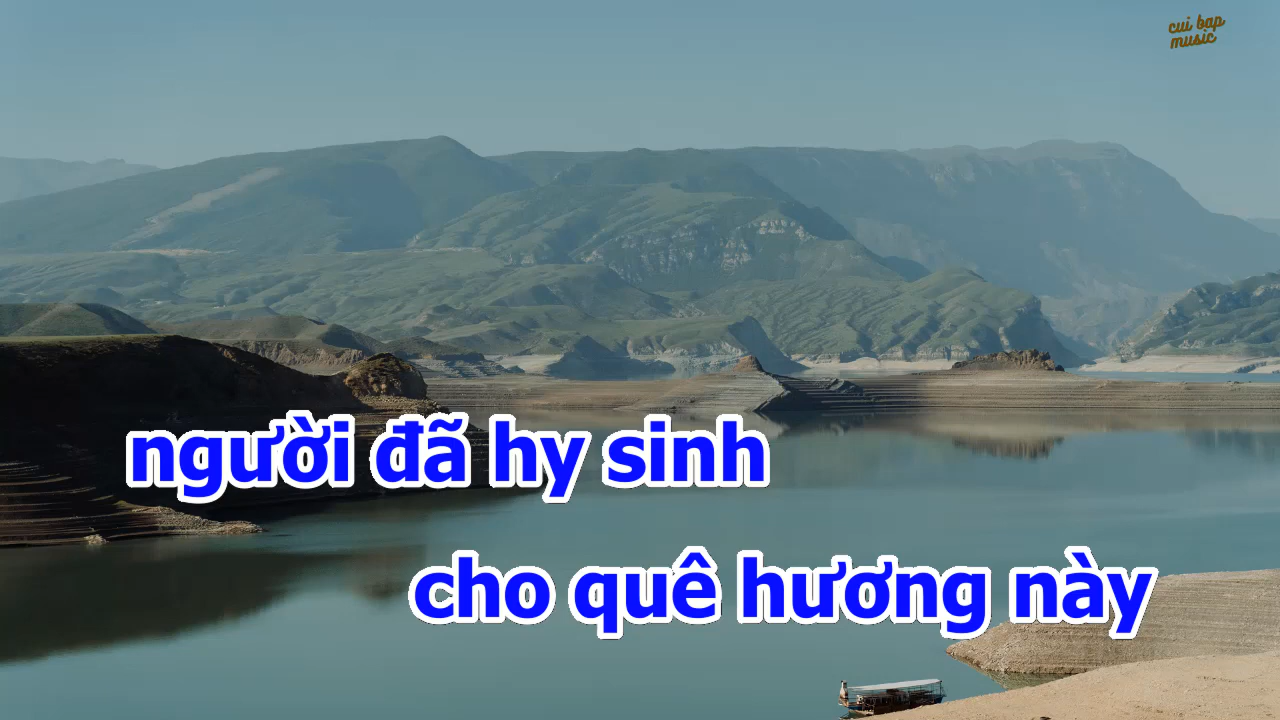 cui bap
music
người đã hy sinh
cho quê hương này